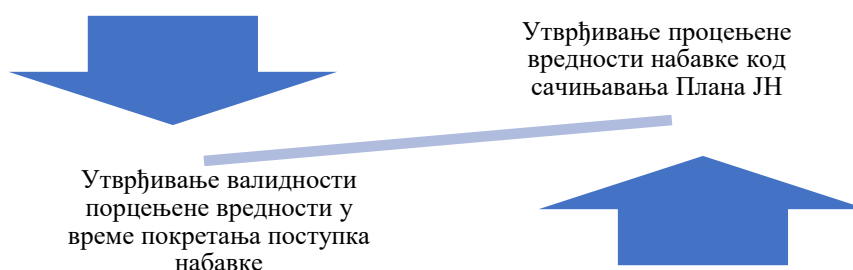 Утврђивање процењене
вредности набавке код
сачињавања Плана ЈН
Утврђивање валидности
порцењене вредности у
време покретања поступка
набавке